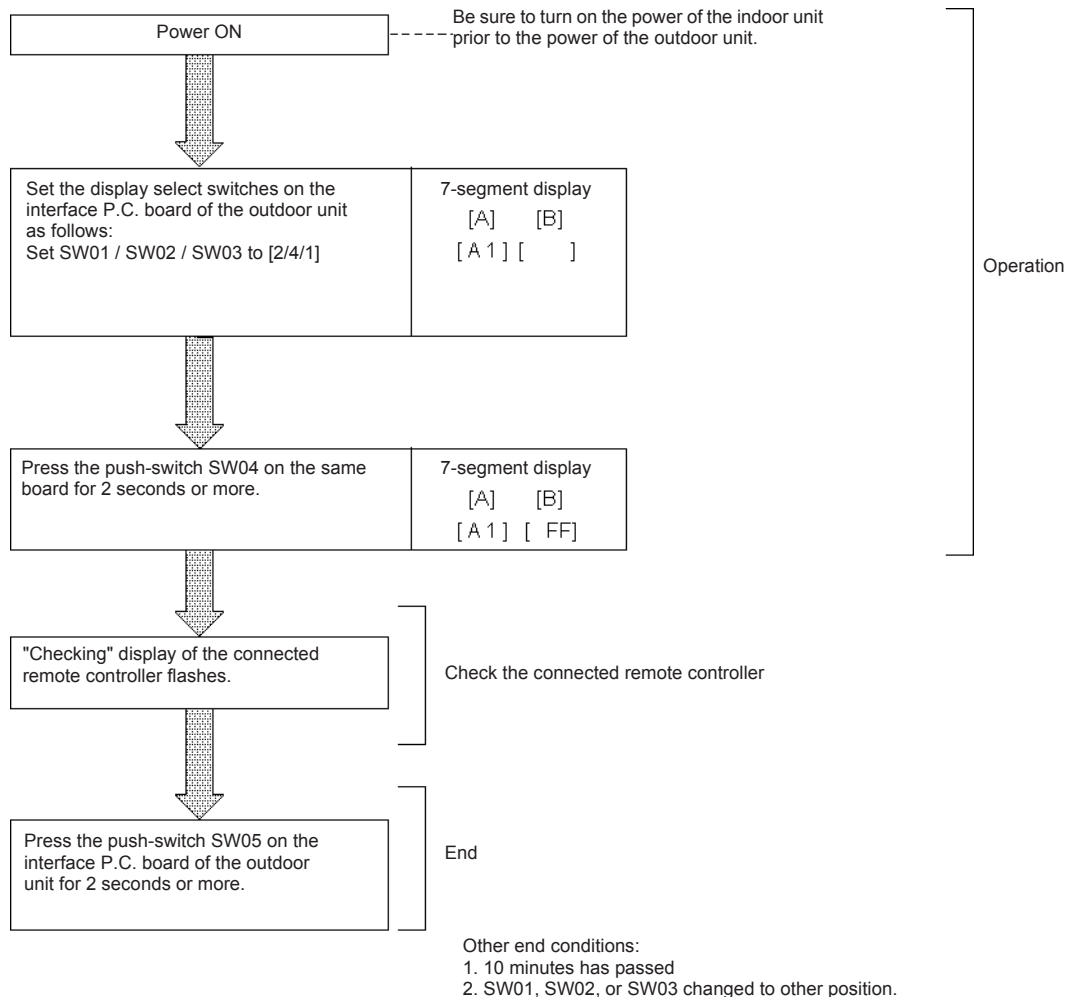 Power ON
Be sure to turn on the power of the indoor unit
prior to the power of the outdoor unit.
Set the display select switches on the
interface P.C. board of the outdoor unit
as follows:
Set SW01 / SW02 / SW03 to [2/4/1]
7-segment display
[A] [B]
[A1] [ ]
Operation
Press the push-switch SW04 on the same
board for 2 seconds or more.
7-segment display
[A] [B]
[A1] [ FF]
"Checking" display of the connected
remote controller flashes.
Check the connected remote controller
Press the push-switch SW05 on the
interface P.C. board of the outdoor
unit for 2 seconds or more.
End
Other end conditions:
1. 10 minutes has passed
2. SW01, SW02, or SW03 changed to other position.